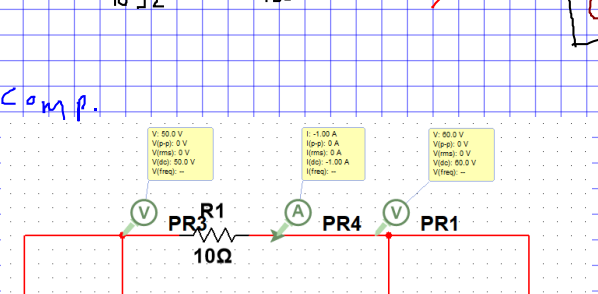 Comp.
V: 50.0 V
V(p-p): 0 V
V(rms): 0 V
V(dc): 50.0 V
V(freq): --
I: -1.00 A
I(p-p): 0 A
I(rms): 0 A
I(dc): -1.00 A
I(freq): --
V: 60.0 V
V(p-p): 0 V
V(rms): 0 V
V(dc): 60.0 V
V(freq): --
V
R1
A
V
PR3
PR4
PR1
10Ω